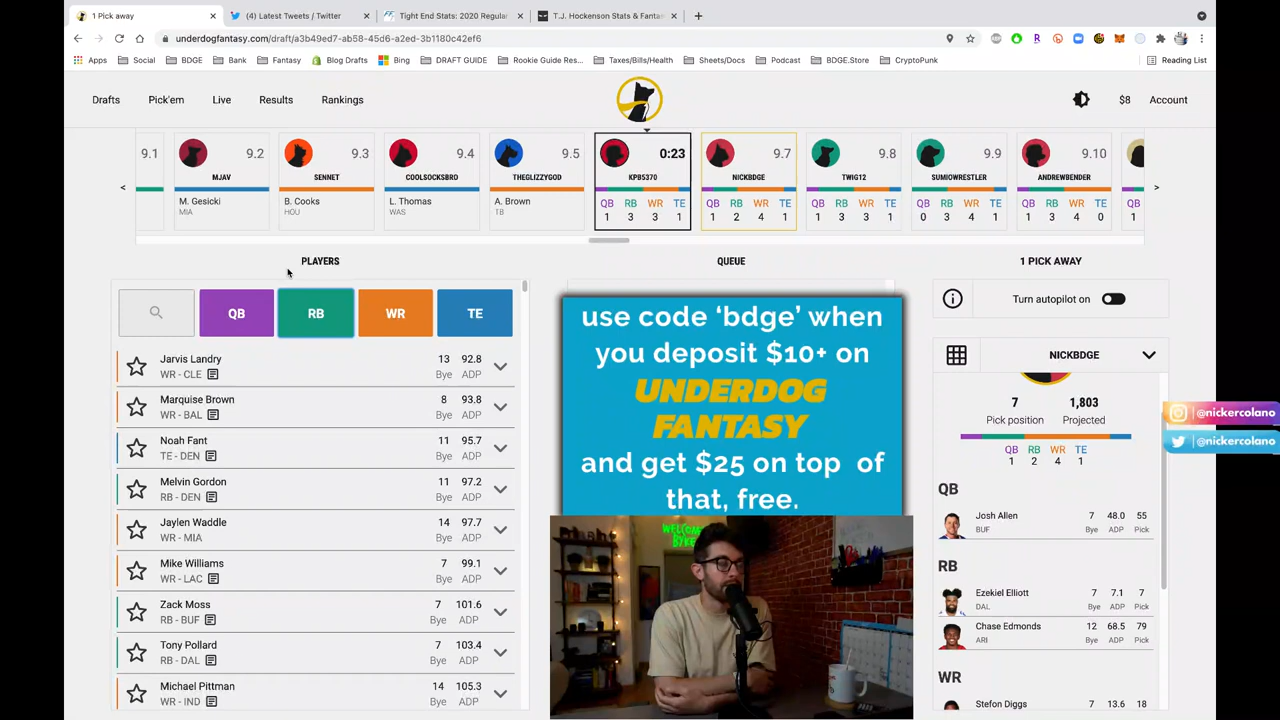 1 Pick away
(4) Latest Tweets / Twitter
Tight End Stats: 2020 Regular
T.J. Hockenson Stats & Fantas
underdogfantasy.com/draft/a3b49ed7-ab58-45d6-a2ed-3b1180c42ef6
Apps Social BDGE Bank Fantasy Blog Drafts Bing DRAFT GUIDE Rookie Guide Res... Taxes/Bills/Health Sheets/Docs Podcast BDGE.Store CryptoPunk Reading List
Drafts Pick'em Live Results Rankings $8 Account
9.1 9.2 9.3 9.4 9.5 0:23 9.7 9.8 9.9 9.10
MJAV SENNET COOLSOCKSBRO THEGLIZZYGOD KPB5370 NICKBDGE TWIG12 SUMIOWRESTLER ANDREWBENDER
M. Gesicki B. Cooks L. Thomas A. Brown QB RB WR TE QB RB WR TE QB RB WR TE QB RB WR TE QB RB WR TE QB
MIA HOU WAS TB 1 3 3 1 1 2 4 1 1 3 3 1 0 3 4 1 1 3 4 0 1
< >
PLAYERS QUEUE 1 PICK AWAY
QB RB WR TE
Jarvis Landry 13 92.8
WR - CLE Bye ADP
Marquise Brown 8 93.8
WR - BAL Bye ADP
Noah Fant 11 95.7
TE - DEN Bye ADP
Melvin Gordon 11 97.2
RB - DEN Bye ADP
Jaylen Waddle 14 97.7
WR - MIA Bye ADP
Mike Williams 7 99.1
WR - LAC Bye ADP
Zack Moss 7 101.6
RB - BUF Bye ADP
Tony Pollard 7 103.4
RB - DAL Bye ADP
Michael Pittman 14 105.3
WR - IND Bye ADP
use code 'bdge' when
you deposit $10+ on
UNDERDOG
FANTASY
and get $25 on top of
that, free.
WELCOME
Turn autopilot on
NICKBDGE
7 1,803
Pick position Projected
QB RB WR TE
1 2 4 1
QB
Josh Allen 7 48.0 55
BUF Bye ADP Pick
RB
Ezekiel Elliott 7 7.1 7
DAL Bye ADP Pick
Chase Edmonds 12 68.5 79
ARI Bye ADP Pick
WR
Stefon Diggs 7 13.6 18
@nickercolano
@nickercolano